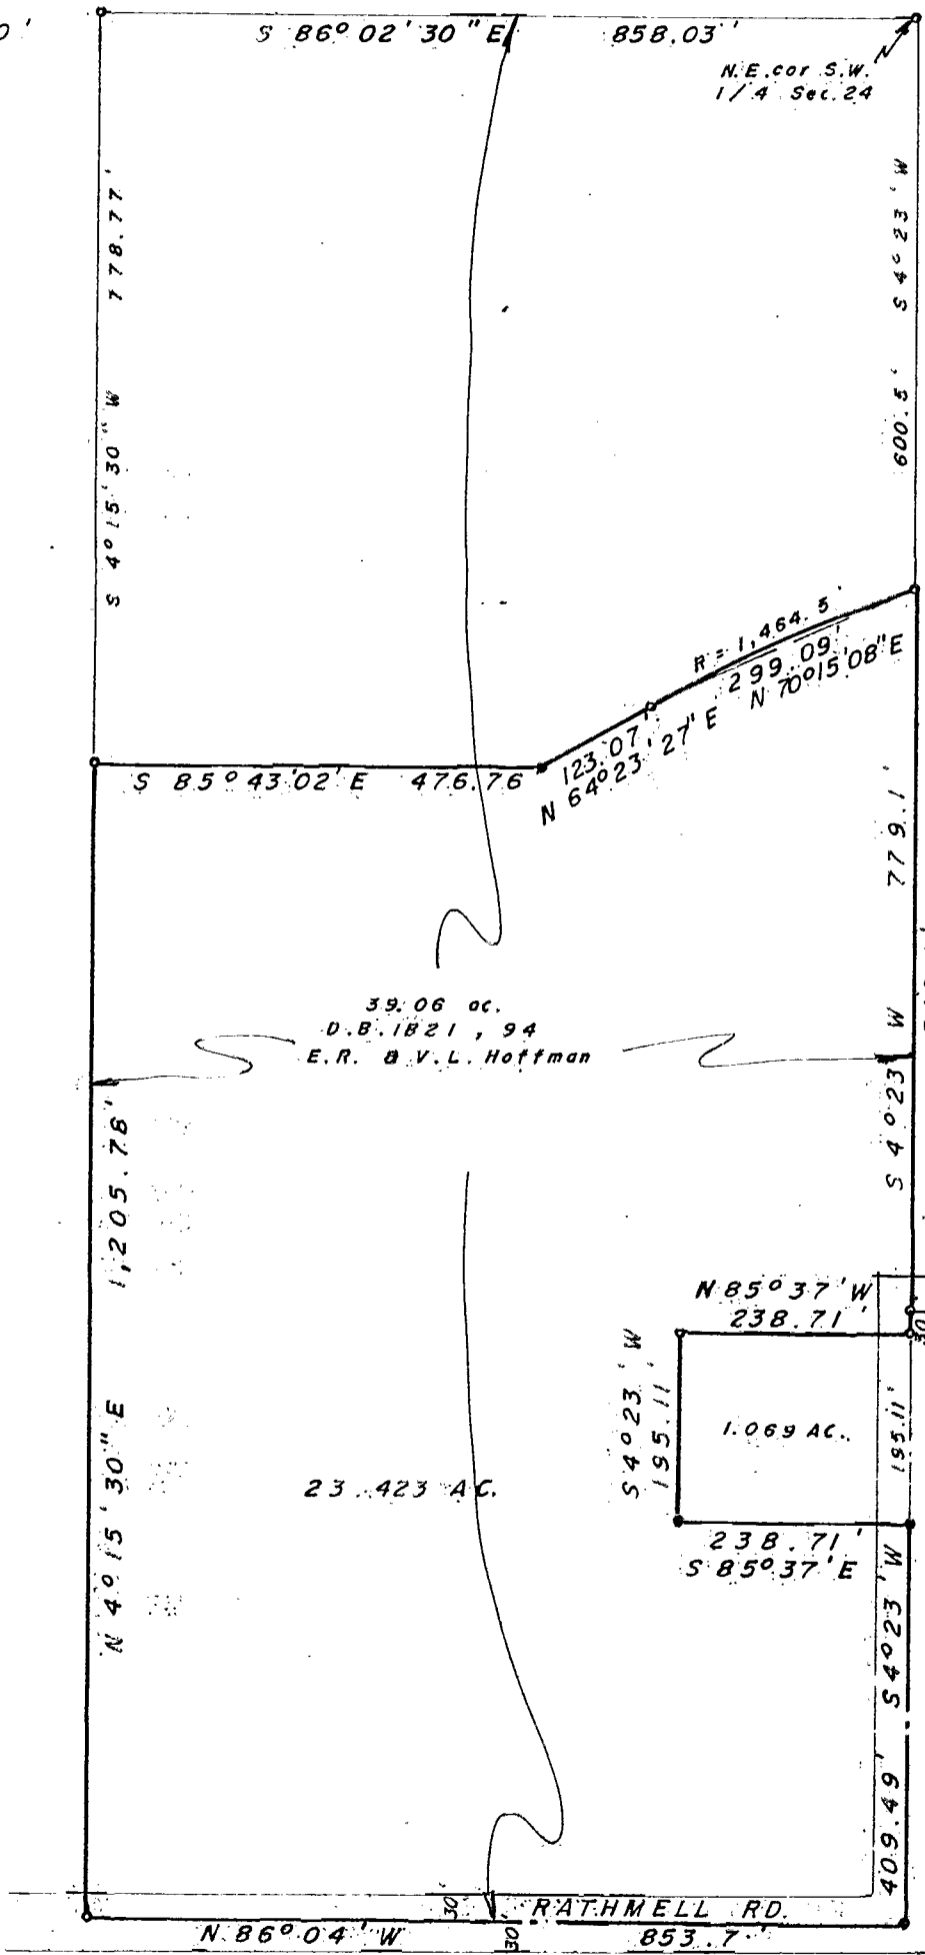 0'
S 86° 02' 30" E 858.03'
N.E. cor S.W.
1/4 Sec. 24
778.77'
S 4° 15' 30" W
S 4° 23' W
600.5'
R = 1,464.5'
299.09'
N 70° 15' 08" E
123.07'
N 64° 23' 27" E
S 85° 43' 02' E 476.76
779.1'
S 4° 23' W
39.06 ac.
D.B. 1821, 94
E.R. & V.L. Hoffman
1,205.78'
N 4° 15' 30" E
N 85° 37' W
238.71'
30'
S 4° 23' W
195.11'
1.069 AC.
195.11'
23.423 AC.
238.71'
S 85° 37' E
S 4° 23' W
409.49'
30'
RATHMELL RD.
N 86° 04' W
30'
853.7'